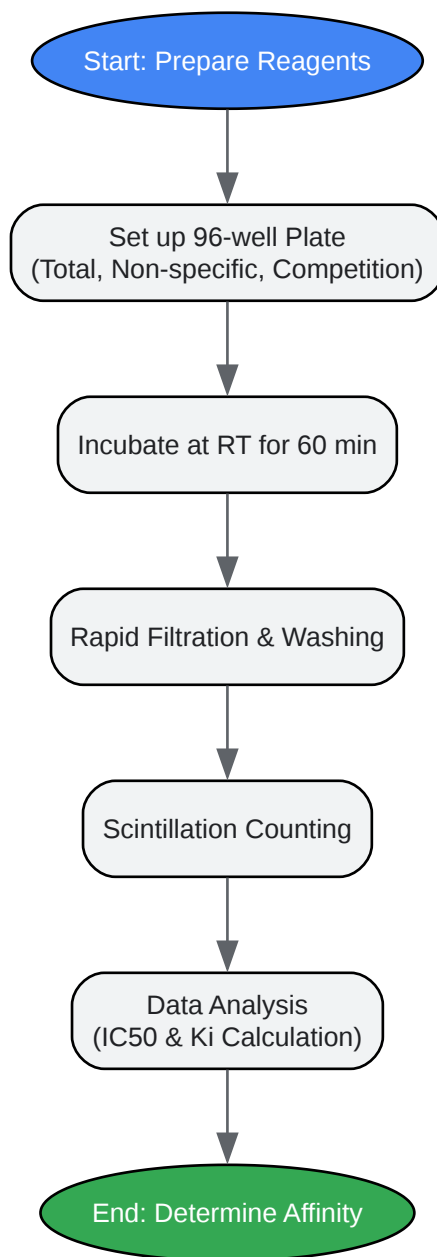 Start: Prepare Reagents
Set up 96-well Plate
(Total, Non-specific, Competition)
Incubate at RT for 60 min
Rapid Filtration & Washing
Scintillation Counting
Data Analysis
(IC50 & Ki Calculation)
End: Determine Affinity